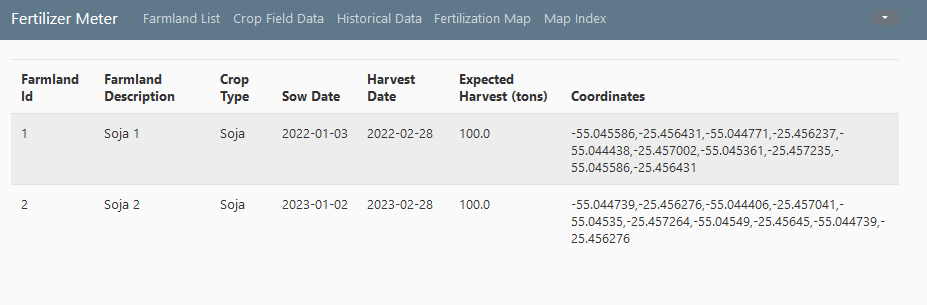 Fertilizer Meter Farmland List Crop Field Data Historical Data Fertilization Map Map Index
Farmland Id Farmland Description Crop Type Sow Date Harvest Date Expected Harvest (tons) Coordinates
1 Soja 1 Soja 2022-01-03 2022-02-28 100.0 -55.045586,-25.456431,-55.044771,-25.456237,-
55.044438,-25.457002,-55.045361,-25.457235,-
55.045586,-25.456431
2 Soja 2 Soja 2023-01-02 2023-02-28 100.0 -55.044739,-25.456276,-55.044406,-25.457041,-
55.04535,-25.457264,-55.04549,-25.45645,-55.044739,-
25.456276